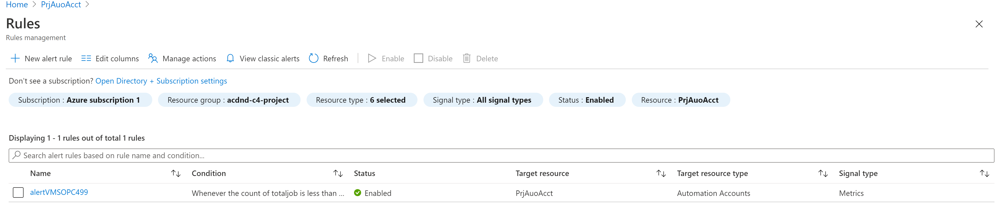 Home > PrjAuoAcct >
Rules
Rules management
New alert rule Edit columns Manage actions View classic alerts Refresh Enable Disable Delete
Don't see a subscription? Open Directory + Subscription settings
Subscription : Azure subscription 1 Resource group : acdnd-c4-project Resource type : 6 selected Signal type : All signal types Status : Enabled Resource : PrjAuoAcct
Displaying 1 - 1 rules out of total 1 rules
Search alert rules based on rule name and condition...
Name Condition Status Target resource Target resource type Signal type
alertVMSOPC499 Whenever the count of totaljob is less than ... Enabled PrjAuoAcct Automation Accounts Metrics